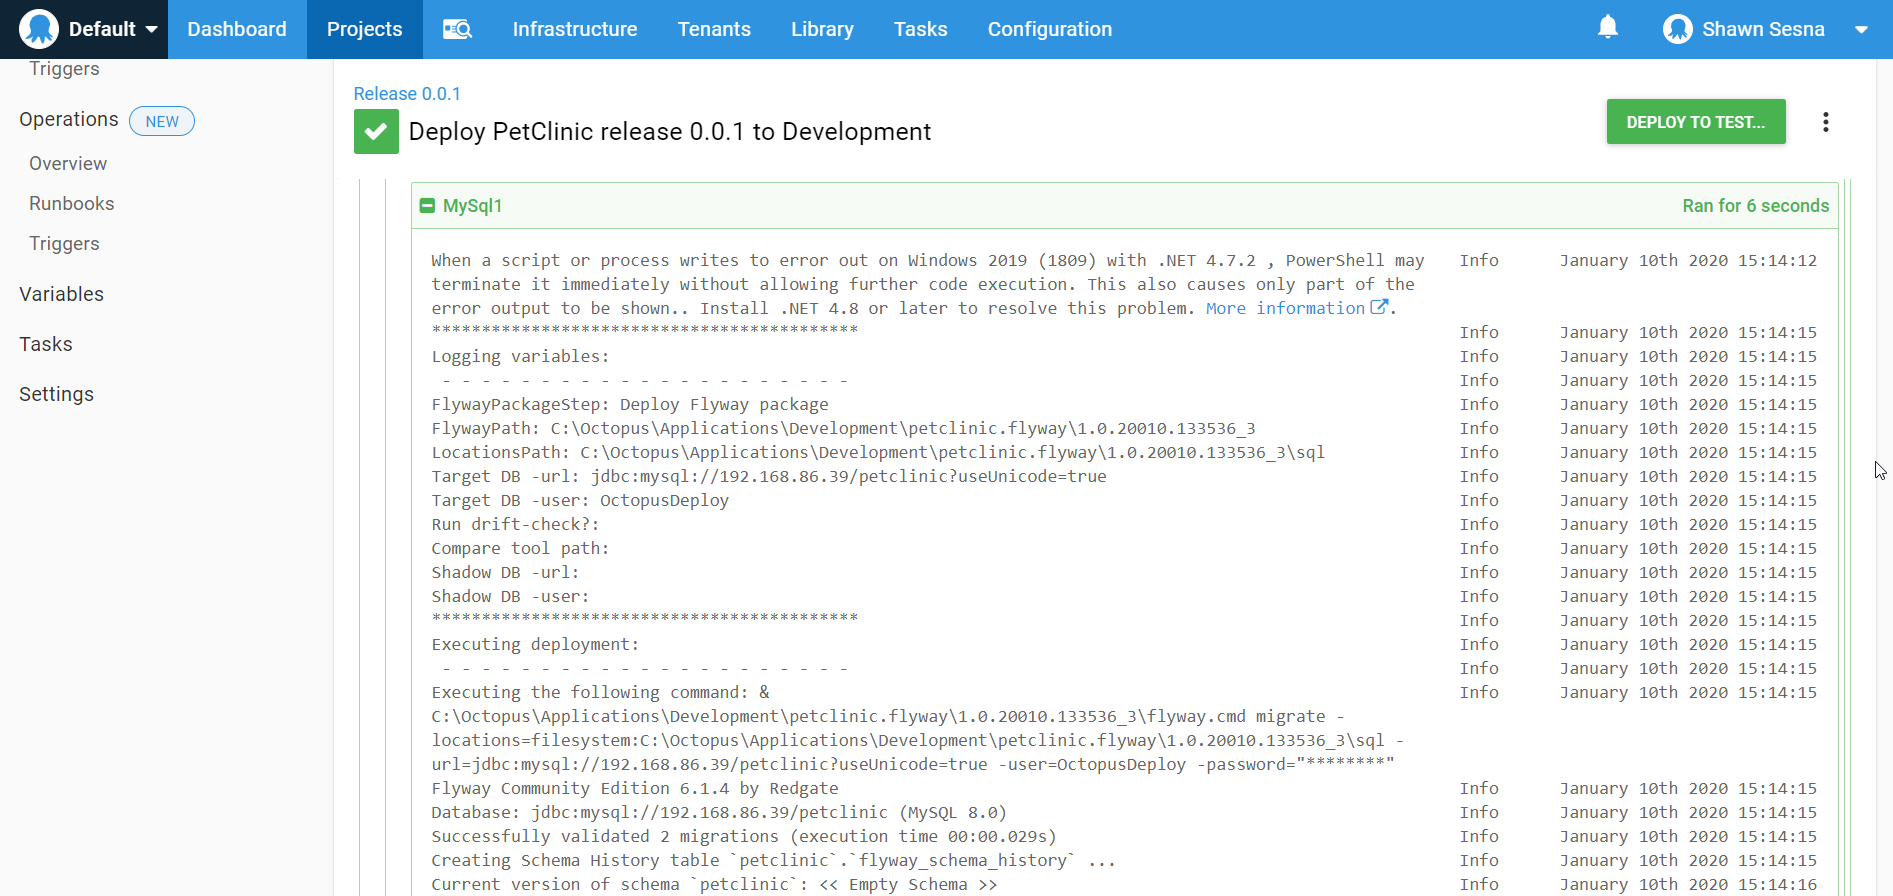 Default Dashboard Projects Infrastructure Tenants Library Tasks Configuration Shawn Sesna
Triggers
Operations NEW
Overview
Runbooks
Triggers
Variables
Tasks
Settings
Release 0.0.1
Deploy PetClinic release 0.0.1 to Development
DEPLOY TO TEST...
MySql1 Ran for 6 seconds
When a script or process writes to error out on Windows 2019 (1809) with .NET 4.7.2 , PowerShell may Info January 10th 2020 15:14:12
terminate it immediately without allowing further code execution. This also causes only part of the
error output to be shown.. Install .NET 4.8 or later to resolve this problem. More information.
******************************************* Info January 10th 2020 15:14:15
Logging variables: Info January 10th 2020 15:14:15
- - - - - - - - - - - - - - - - - - - - - Info January 10th 2020 15:14:15
FlywayPackageStep: Deploy Flyway package Info January 10th 2020 15:14:15
FlywayPath: C:\Octopus\Applications\Development\petclinic.flyway\1.0.20010.133536_3 Info January 10th 2020 15:14:15
LocationsPath: C:\Octopus\Applications\Development\petclinic.flyway\1.0.20010.133536_3\sql Info January 10th 2020 15:14:15
Target DB -url: jdbc:mysql://192.168.86.39/petclinic?useUnicode=true Info January 10th 2020 15:14:15
Target DB -user: OctopusDeploy Info January 10th 2020 15:14:15
Run drift-check?: Info January 10th 2020 15:14:15
Compare tool path: Info January 10th 2020 15:14:15
Shadow DB -url: Info January 10th 2020 15:14:15
Shadow DB -user: Info January 10th 2020 15:14:15
******************************************* Info January 10th 2020 15:14:15
Executing deployment: Info January 10th 2020 15:14:15
- - - - - - - - - - - - - - - - - - - - - Info January 10th 2020 15:14:15
Executing the following command: & Info January 10th 2020 15:14:15
C:\Octopus\Applications\Development\petclinic.flyway\1.0.20010.133536_3\flyway.cmd migrate -
locations=filesystem:C:\Octopus\Applications\Development\petclinic.flyway\1.0.20010.133536_3\sql -
url=jdbc:mysql://192.168.86.39/petclinic?useUnicode=true -user=OctopusDeploy -password="********"
Flyway Community Edition 6.1.4 by Redgate Info January 10th 2020 15:14:15
Database: jdbc:mysql://192.168.86.39/petclinic (MySQL 8.0) Info January 10th 2020 15:14:15
Successfully validated 2 migrations (execution time 00:00.029s) Info January 10th 2020 15:14:15
Creating Schema History table `petclinic`.`flyway_schema_history` ... Info January 10th 2020 15:14:15
Current version of schema `petclinic`: << Empty Schema >> Info January 10th 2020 15:14:16